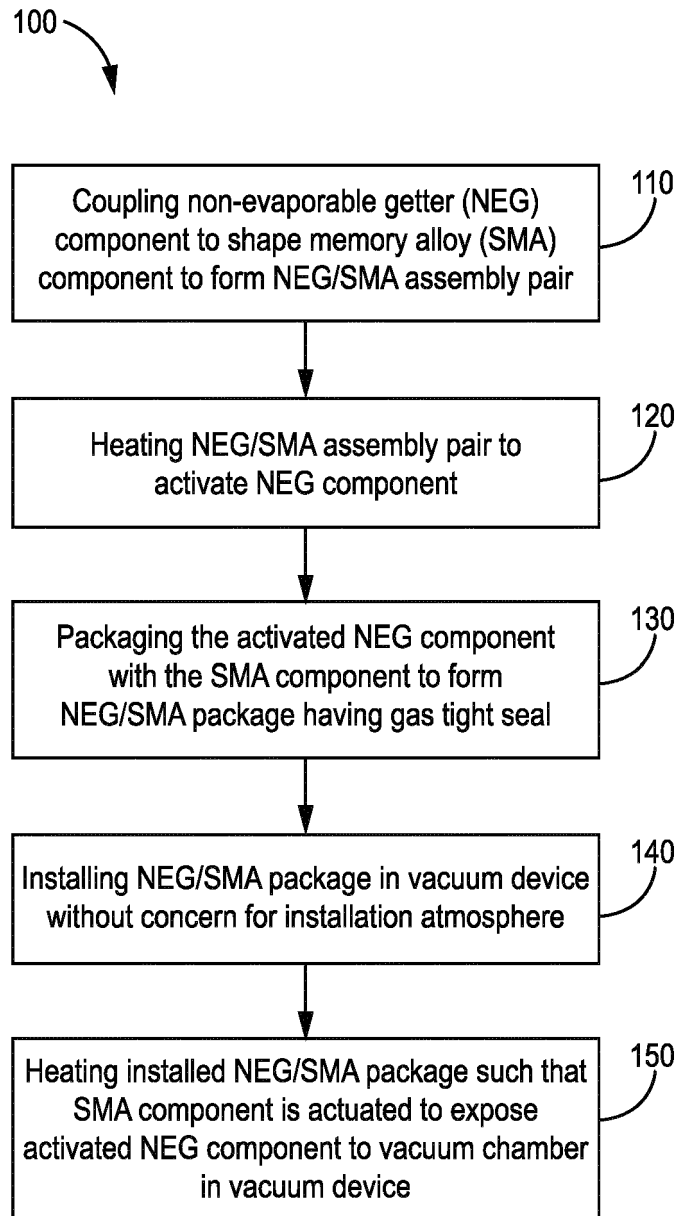 100
110
Coupling non-evaporable getter (NEG)
component to shape memory alloy (SMA)
component to form NEG/SMA assembly pair
120
Heating NEG/SMA assembly pair to
activate NEG component
130
Packaging the activated NEG component
with the SMA component to form
NEG/SMA package having gas tight seal
140
Installing NEG/SMA package in vacuum device
without concern for installation atmosphere
150
Heating installed NEG/SMA package such that
SMA component is actuated to expose
activated NEG component to vacuum chamber
in vacuum device